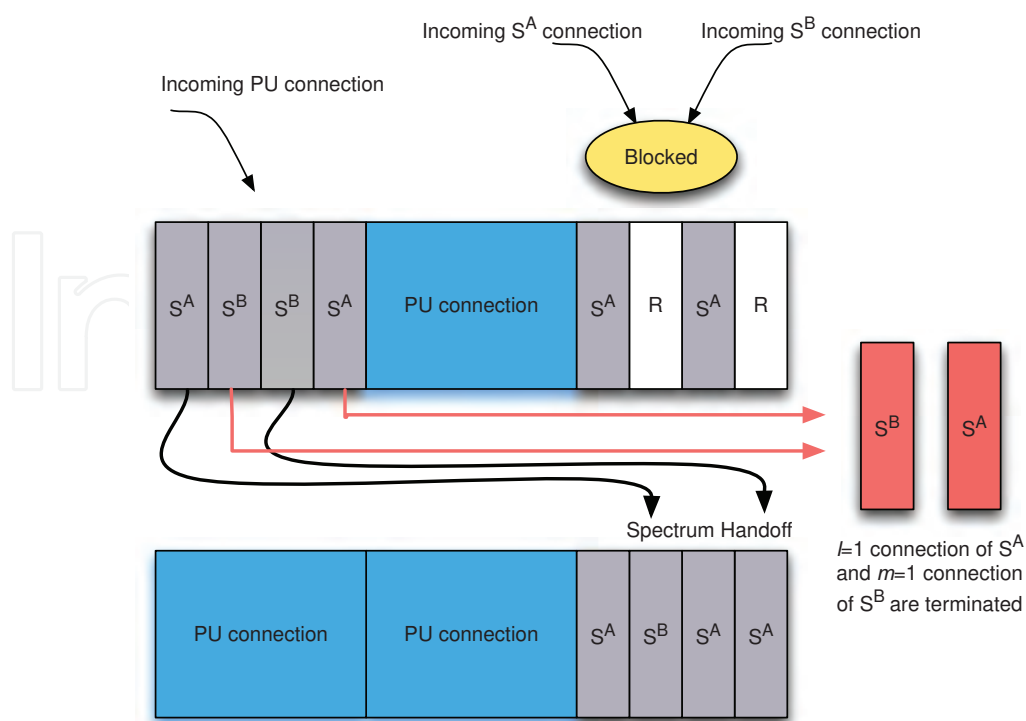 Incoming S^A connection
Incoming S^B connection
Incoming PU connection
Blocked
S^A
S^B
S^B
S^A
PU connection
S^A
R
S^A
R
S^B
S^A
Spectrum Handoff
l=1 connection of S^A
and m=1 connection
of S^B are terminated
PU connection
PU connection
S^A
S^B
S^A
S^A